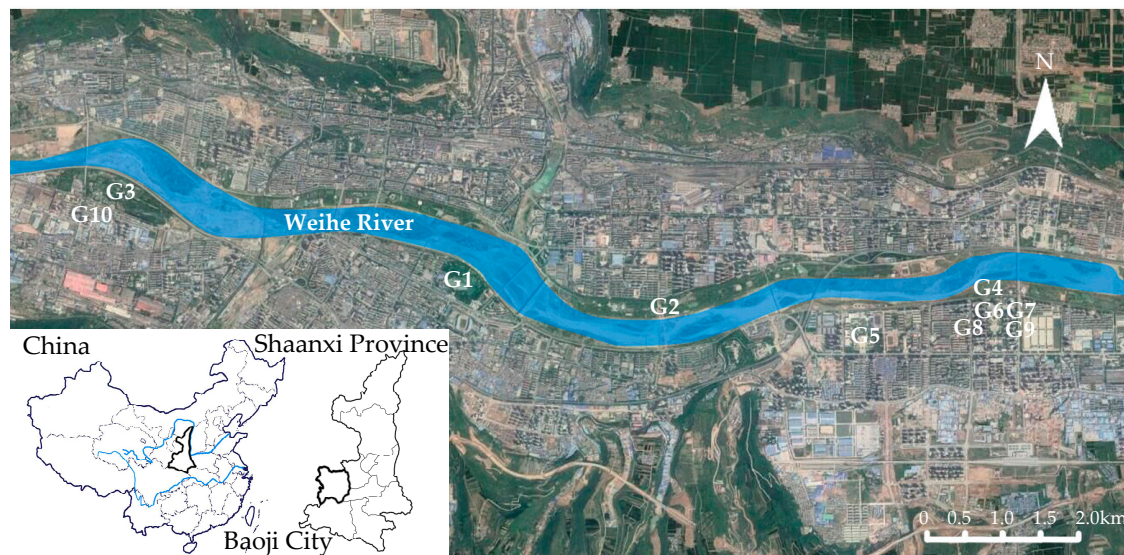 N
G3
G10
Weihe River
G1
G2
G4
G6 G7
G5
G8
G9
China
Shaanxi Province
Baoji City
0 0.5 1.0 1.5 2.0km